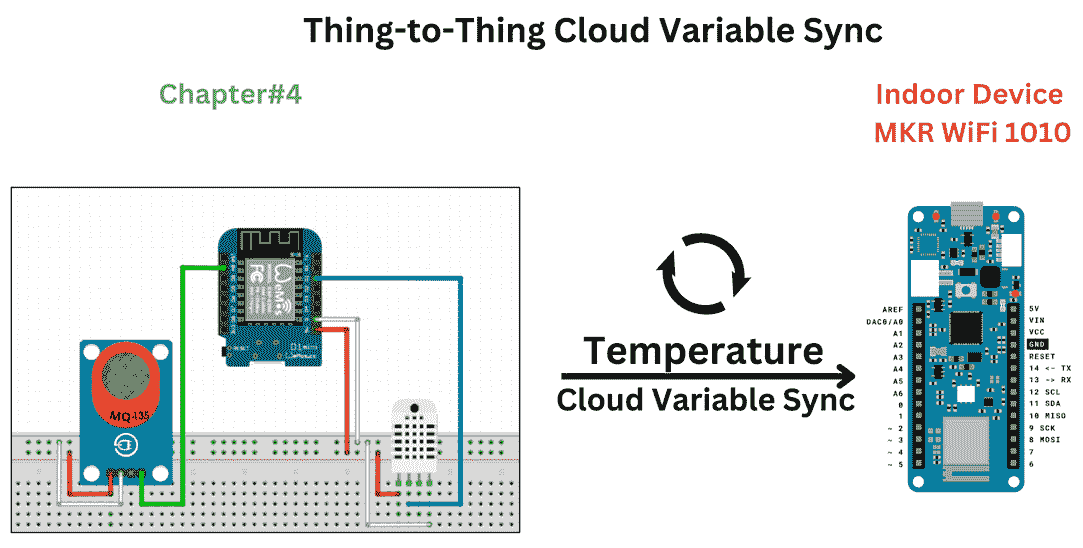 Thing-to-Thing Cloud Variable Sync
Chapter#4
Indoor Device
MKR WiFi 1010
MQ-135
Temperature
Cloud Variable Sync
AREF
DAC0/A0
A1
A2
A3
A4
A5
A6
0
1
~ 2
~ 3
~ 4
~ 5
5V
VIN
VCC
GND
RESET
14 <- TX
13 -> RX
12 SCL
11 SDA
10 MISO
9 SCK
8 MOSI
7
6